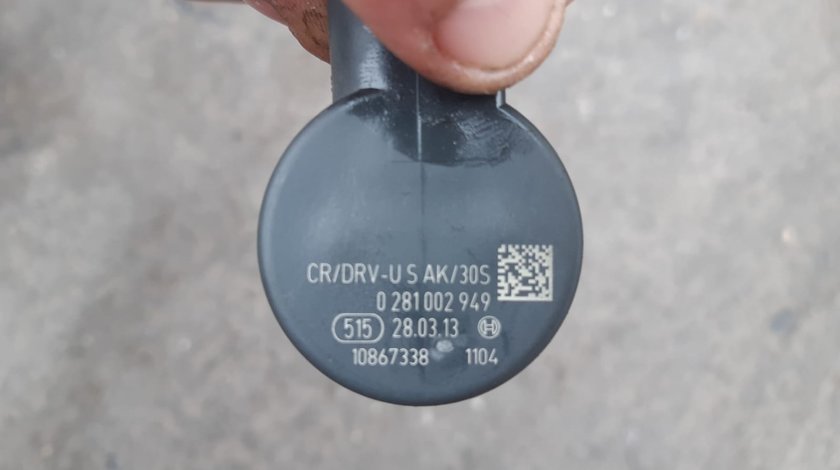 CR/DRV-U S AK/30S
0 281 002 949
515 28.03.13 H
10867338 1104